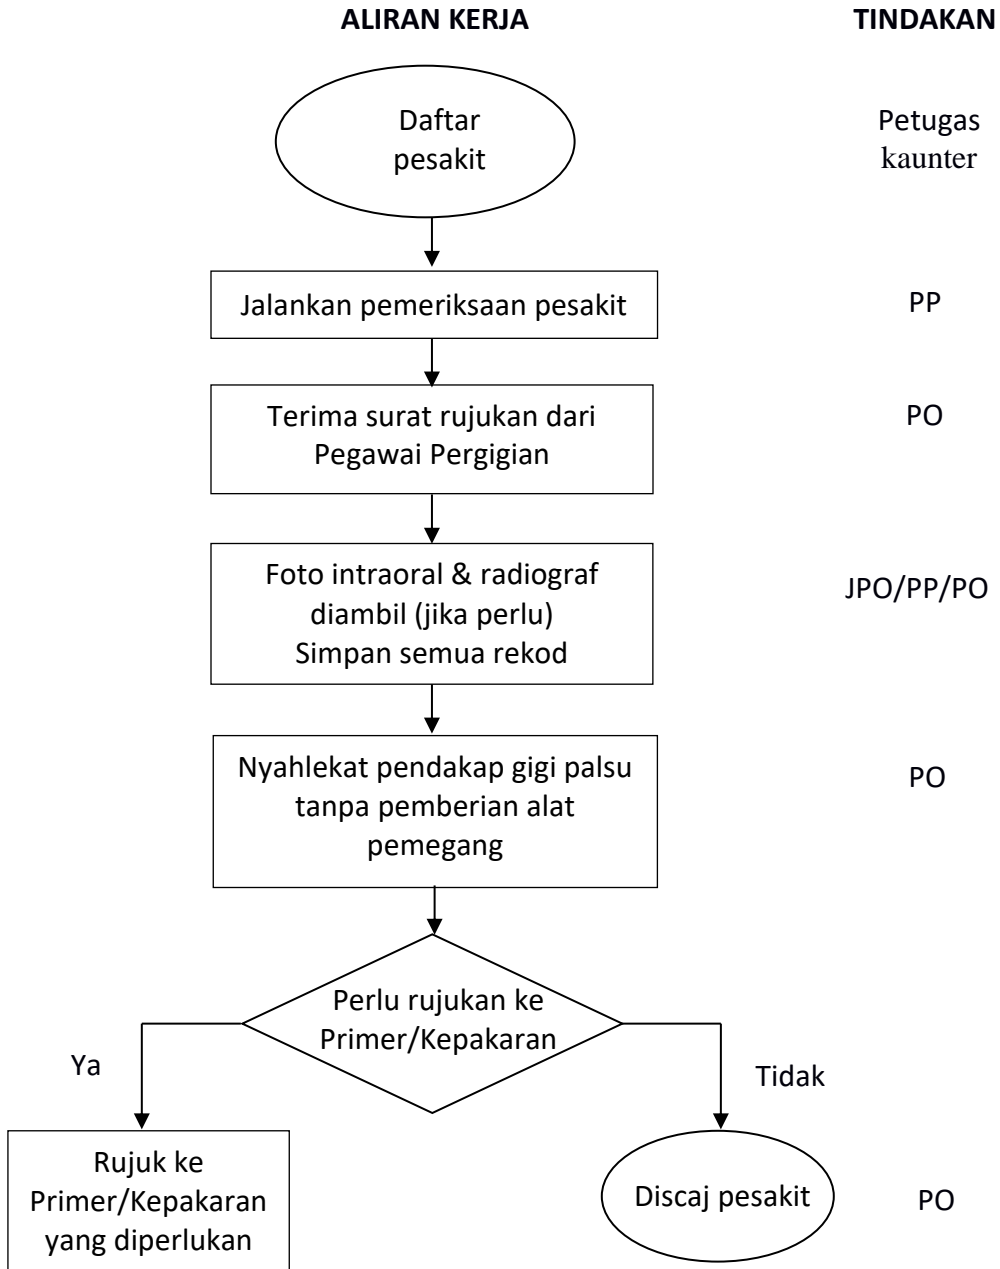 ALIRAN KERJA
TINDAKAN
Daftar
pesakit
Petugas
kaunter
Jalankan pemeriksaan pesakit
PP
Terima surat rujukan dari
Pegawai Pergigian
PO
Foto intraoral & radiograf
diambil (jika perlu)
Simpan semua rekod
JPO/PP/PO
Nyahlekat pendakap gigi palsu
tanpa pemberian alat
pemegang
PO
Perlu rujukan ke
Primer/Kepakaran
Ya
Tidak
Rujuk ke
Primer/Kepakaran
yang diperlukan
Discaj pesakit
PO